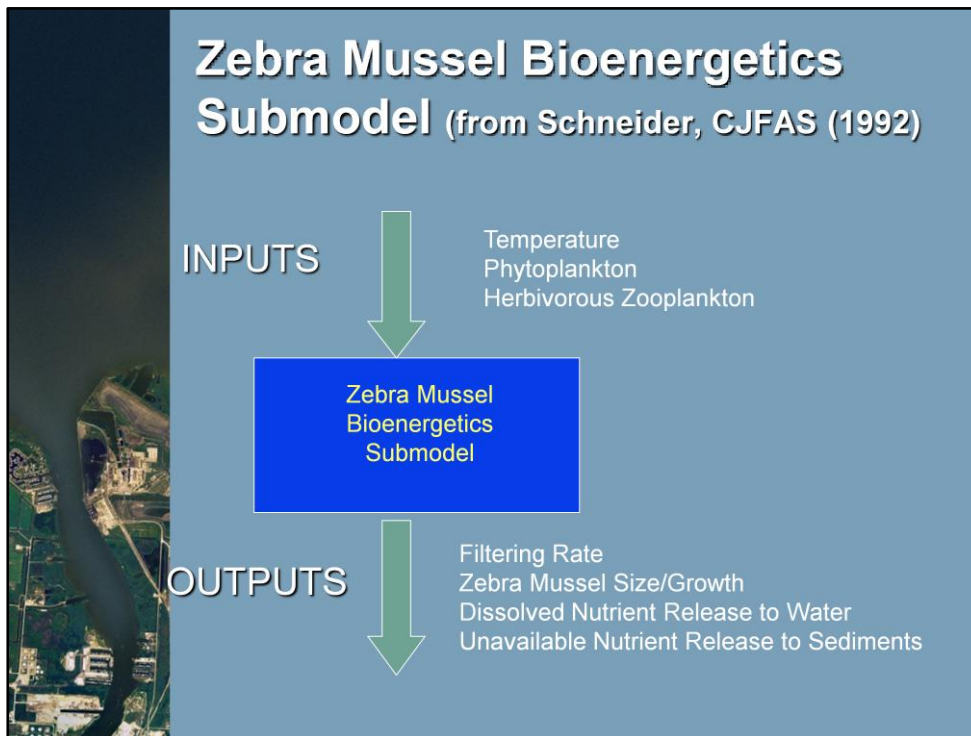 Zebra Mussel Bioenergetics
Submodel (from Schneider, CJFAS (1992)
INPUTS
Temperature
Phytoplankton
Herbivorous Zooplankton
Zebra Mussel
Bioenergetics
Submodel
OUTPUTS
Filtering Rate
Zebra Mussel Size/Growth
Dissolved Nutrient Release to Water
Unavailable Nutrient Release to Sediments